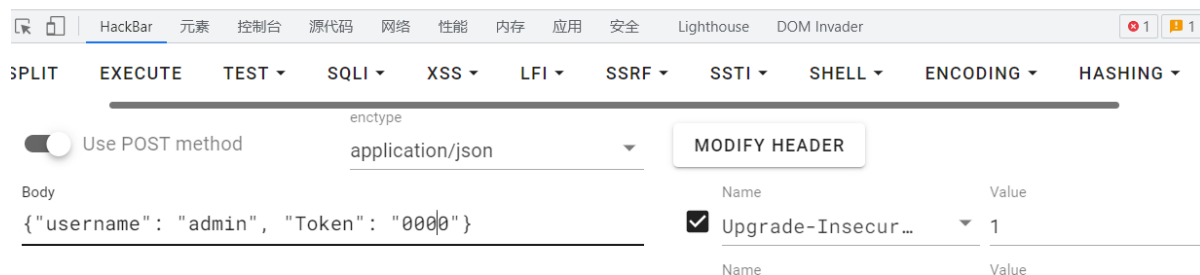 HackBar 元素 控制台 源代码 网络 性能 内存 应用 安全 Lighthouse DOM Invader 1 1
SPLIT EXECUTE TEST SQLI XSS LFI SSRF SSTI SHELL ENCODING HASHING
enctype
Use POST method application/json MODIFY HEADER
Body Name Value
{"username": "admin", "Token": "0000"} Upgrade-Insecur… 1
Name Value